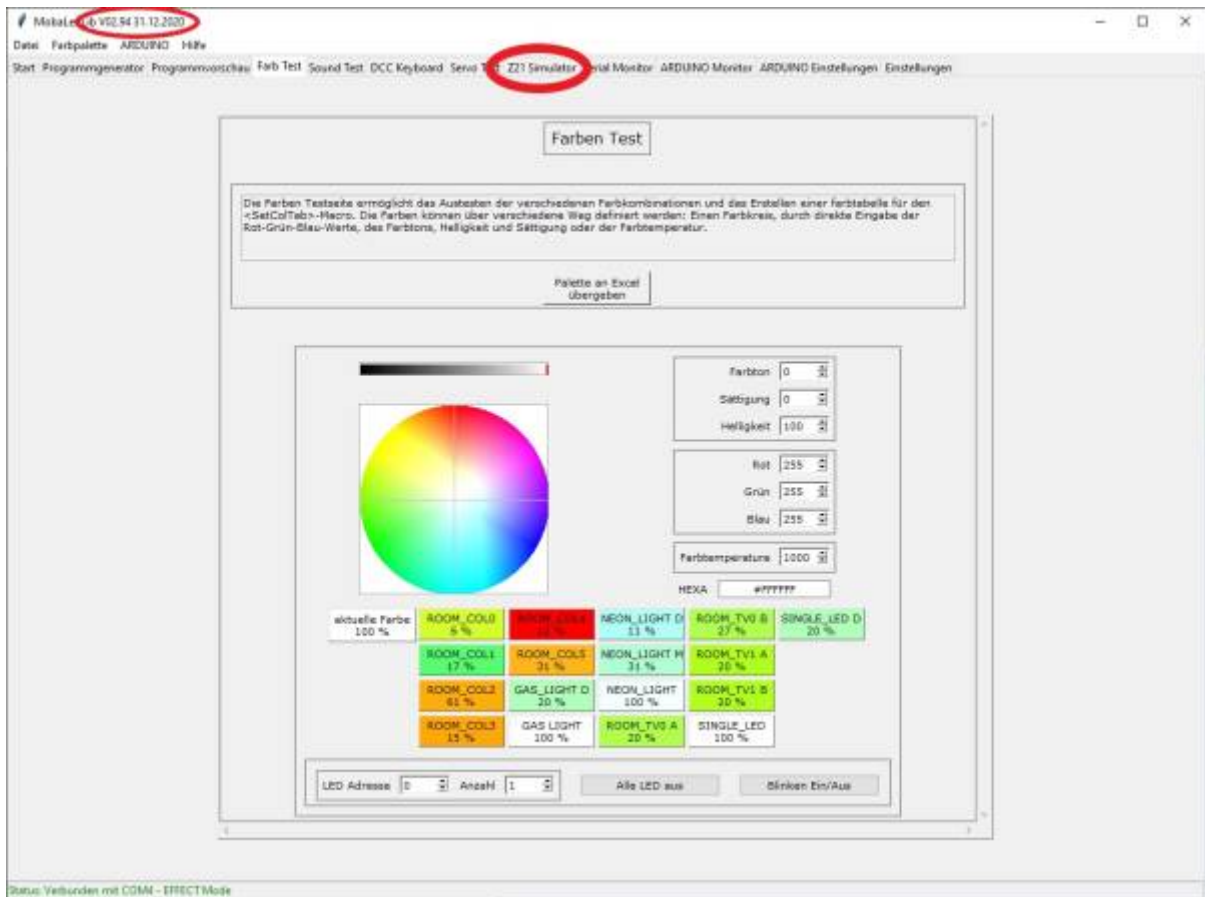 MobaLedLib V02.94 31.12.2020
Datei Farbpalette ARDUINO Hilfe
Start Programmgenerator Programmvorschau Farb Test Sound Test DCC Keyboard Servo Test Z21 Simulator Serial Monitor ARDUINO Monitor ARDUINO Einstellungen Einstellungen
Farben Test
Die Farben Testseite ermöglicht das Austesten der verschiedenen Farbkombinationen und das Erstellen einer farbtabelle für den
<SetColTab>-Macro. Die Farben können über verschiedene Weg definiert werden: Einen Farbkreis, durch direkte Eingabe der
Rot-Grün-Blau-Werte, des Farbtons, Helligkeit und Sättigung oder der Farbtemperatur.
Palette an Excel
übergeben
Farbton 0
Sättigung 0
Helligkeit 100
Rot 255
Grün 255
Blau 255
Farbtemperature 1000
HEXA #FFFFFF
aktuelle Farbe ROOM_COL0 NEON_LIGHT D ROOM_TV0 B SINGLE_LED D
100 % 6 % 11 % 27 % 20 %
ROOM_COL1 ROOM_COL5 NEON_LIGHT M ROOM_TV1 A
17 % 31 % 31 % 20 %
ROOM_COL2 GAS_LIGHT D NEON_LIGHT ROOM_TV1 B
61 % 20 % 100 % 20 %
ROOM_COL3 GAS LIGHT ROOM_TV0 A SINGLE_LED
15 % 100 % 20 % 100 %
LED Adresse 0 Anzahl 1 Alle LED aus Blinken Ein/Aus
Status: Verbunden mit COM4 - EFFECT Mode